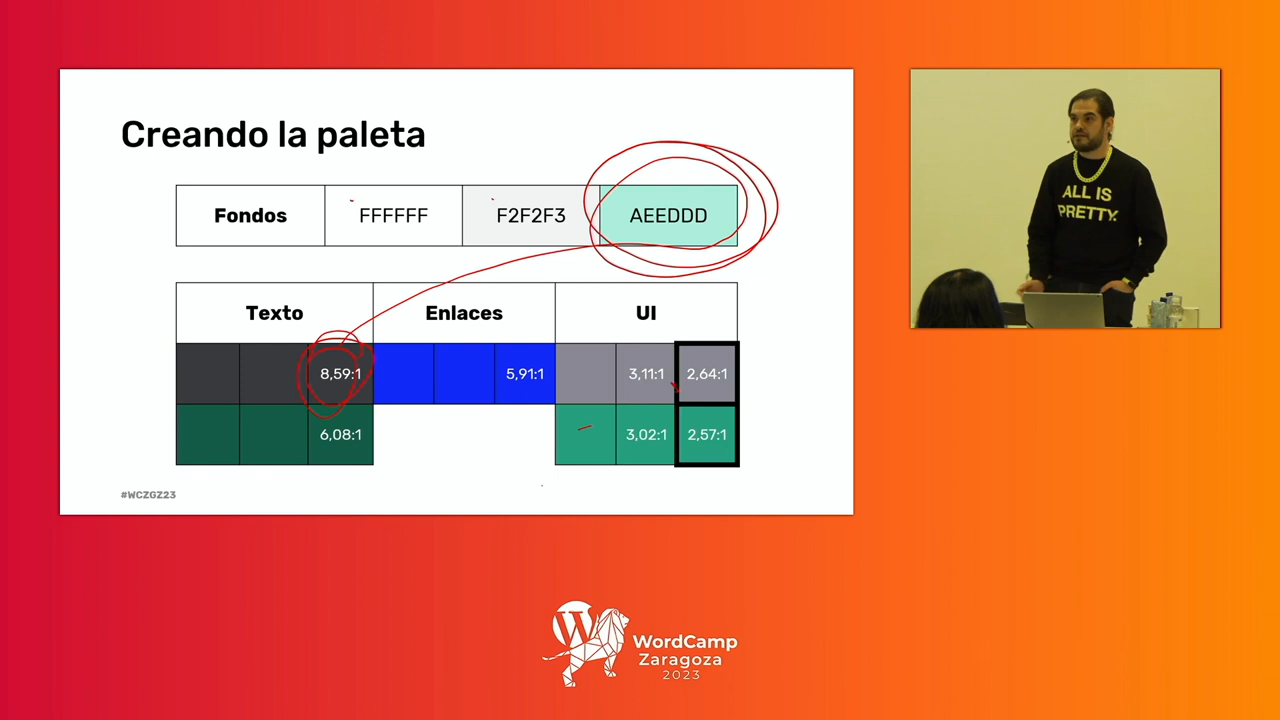 Creando la paleta
Fondos FFFFFF F2F2F3 AEEDDD
Texto Enlaces UI
8,59:1 5,91:1 3,11:1 2,64:1
6,08:1 3,02:1 2,57:1
#WCZGZ23
ALL IS
PRETTY.
WordCamp
Zaragoza
2023